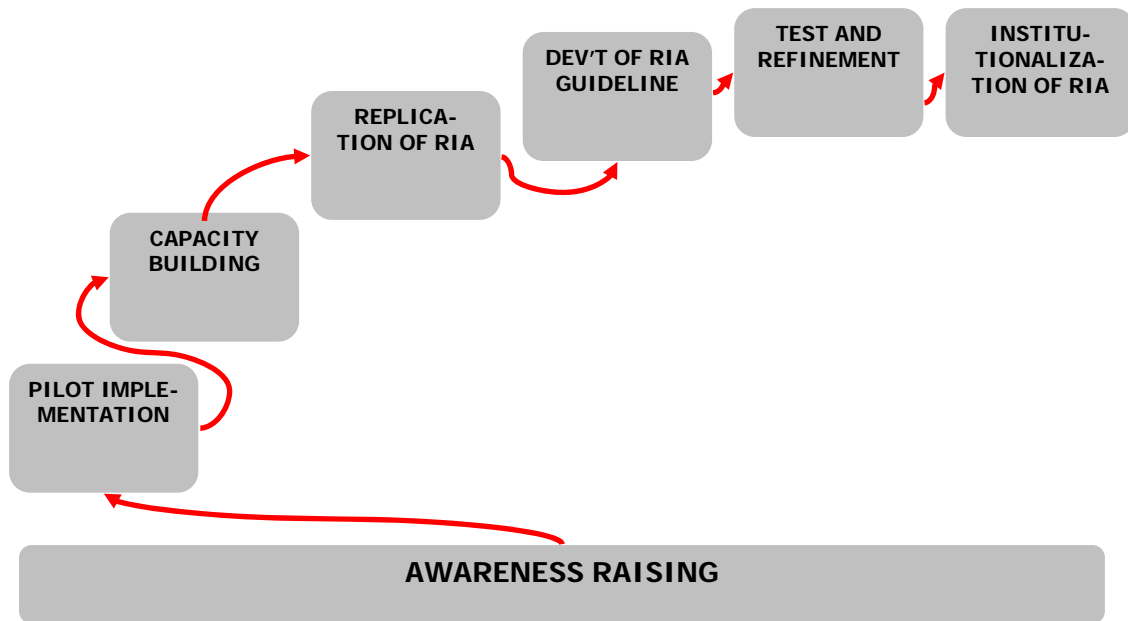 TEST AND
REFINEMENT
INSTITU-
TIONALIZA-
TION OF RIA
DEV'T OF RIA
GUIDELINE
REPLICA-
TION OF RIA
CAPACITY
BUILDING
PILOT IMPLE-
MENTATION
AWARENESS RAISING